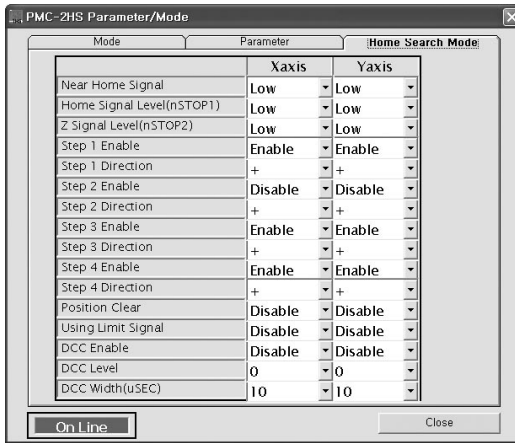 PMC-2HS Parameter/Mode
Mode Parameter Home Search Mode
Xaxis Yaxis
Near Home Signal Low Low
Home Signal Level(nSTOP1) Low Low
Z Signal Level(nSTOP2) Low Low
Step 1 Enable Enable Enable
Step 1 Direction + +
Step 2 Enable Disable Disable
Step 2 Direction + +
Step 3 Enable Enable Enable
Step 3 Direction + +
Step 4 Enable Enable Enable
Step 4 Direction + +
Position Clear Disable Disable
Using Limit Signal Disable Disable
DCC Enable Disable Disable
DCC Level 0 0
DCC Width(uSEC) 10 10
On Line Close